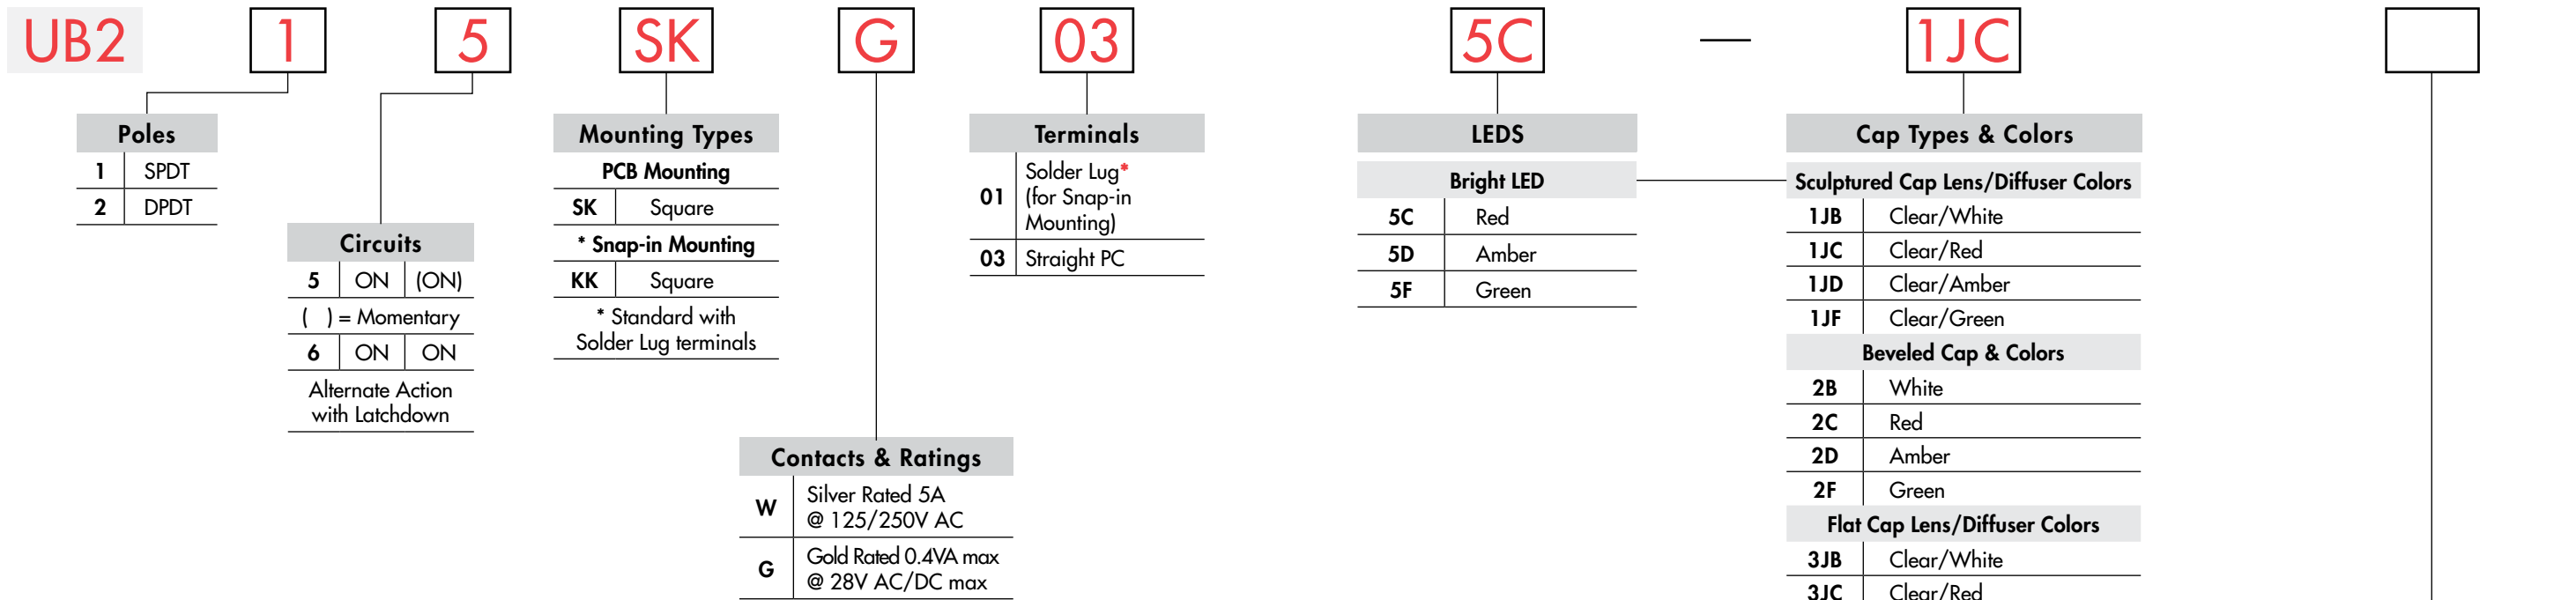 UB2 1 5 SK G 03 5C — 1JC
Poles
1 SPDT
2 DPDT
Circuits
5 ON (ON)
( ) = Momentary
6 ON ON
Alternate Action
with Latchdown
Mounting Types
PCB Mounting
SK Square
* Snap-in Mounting
KK Square
* Standard with
Solder Lug terminals
Contacts & Ratings
W Silver Rated 5A
@ 125/250V AC
G Gold Rated 0.4VA max
@ 28V AC/DC max
Terminals
01 Solder Lug*
(for Snap-in
Mounting)
03 Straight PC
LEDS
Bright LED
5C Red
5D Amber
5F Green
Cap Types & Colors
Sculptured Cap Lens/Diffuser Colors
1JB Clear/White
1JC Clear/Red
1JD Clear/Amber
1JF Clear/Green
Beveled Cap & Colors
2B White
2C Red
2D Amber
2F Green
Flat Cap Lens/Diffuser Colors
3JB Clear/White
3JC Clear/Red